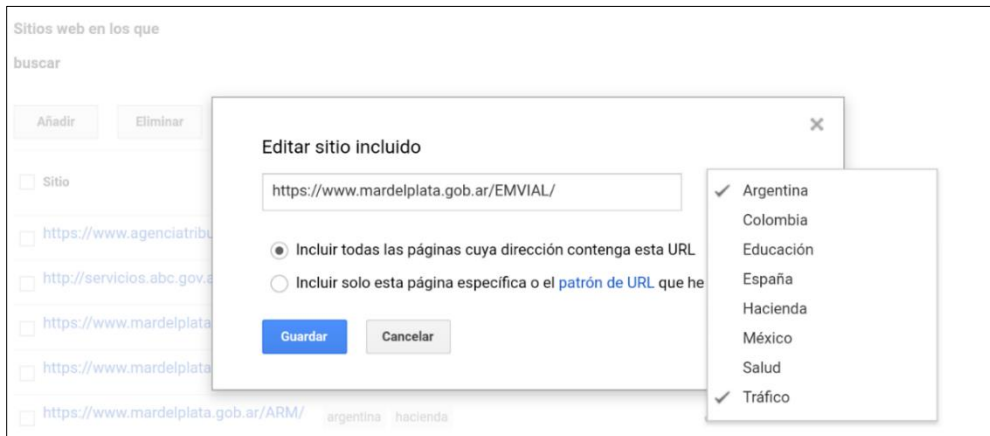 Sitios web en los que
buscar
Añadir
Eliminar
Sitio
https://www.agenciatribu
http://servicios.abc.gov.a
https://www.mardelplata
https://www.mardelplata
https://www.mardelplata.gob.ar/ARM/ argentina hacienda
Editar sitio incluido
https://www.mardelplata.gob.ar/EMVIAL/
Incluir todas las páginas cuya dirección contenga esta URL
Incluir solo esta página específica o el patrón de URL que he
Guardar
Cancelar
Argentina
Colombia
Educación
España
Hacienda
México
Salud
Tráfico